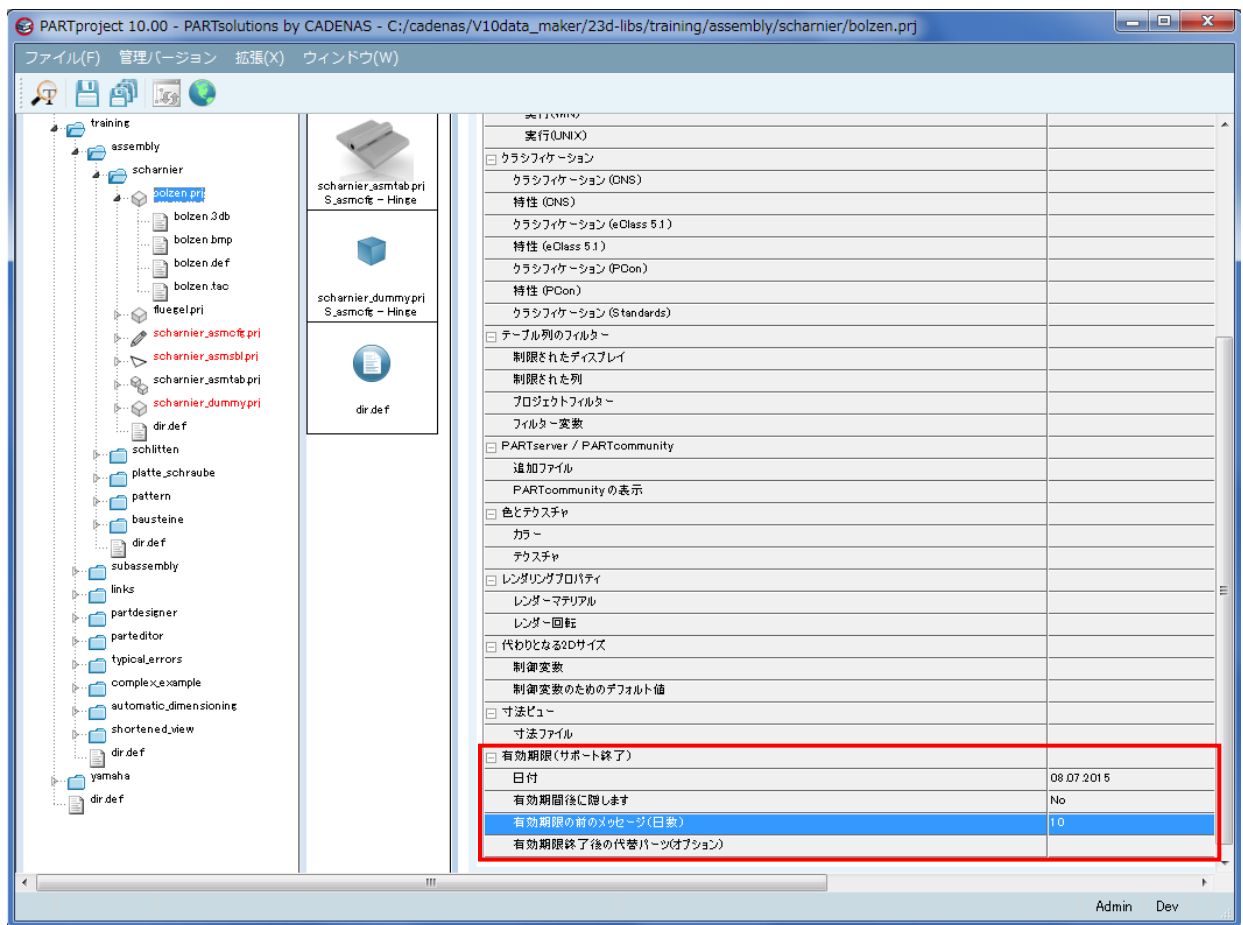 PARTproject 10.00 - PARTsolutions by CADENAS - C:/cadenas/V10data_maker/23d-libs/training/assembly/scharnier/bolzen.prj
ファイル(F) 管理バージョン 拡張(X) ウィンドウ(W)
training
assembly
scharnier
bolzen.prj
bolzen.3db
bolzen.bmp
bolzen.def
bolzen.tac
fluegel.prj
scharnier_asmcfg.prj
scharnier_asmsbl.prj
scharnier_asmtab.prj
scharnier_dummy.prj
dir.def
schlitten
platte_schraube
pattern
bausteine
dir.def
subassembly
links
partdesigner
parteditor
typical_errors
complex_example
automatic_dimensioning
shortened_view
dir.def
yamaha
dir.def
scharnier_asmtab.prj
S_asmcfg - Hinge
scharnier_dummy.prj
S_asmcfg - Hinge
dir.def
実行(WIN)
実行(UNIX)
クラシフィケーション
クラシフィケーション (CNS)
特性 (CNS)
クラシフィケーション (eClass 5.1)
特性 (eClass 5.1)
クラシフィケーション (PCon)
特性 (PCon)
クラシフィケーション (Standards)
テーブル列のフィルター
制限されたディスプレイ
制限された列
プロジェクトフィルター
フィルター変数
PARTserver / PARTcommunity
追加ファイル
PARTcommunity の表示
色とテクスチャ
カラー
テクスチャ
レンダリングプロパティ
レンダーマテリアル
レンダー回転
代わりとなる2Dサイズ
制御変数
制御変数のためのデフォルト値
寸法ビュー
寸法ファイル
有効期限(サポート終了)
日付 08.07.2015
有効期間後に隠します No
有効期限の前のメッセージ(日数) 10
有効期限終了後の代替パーツ(オプション)
Admin Dev